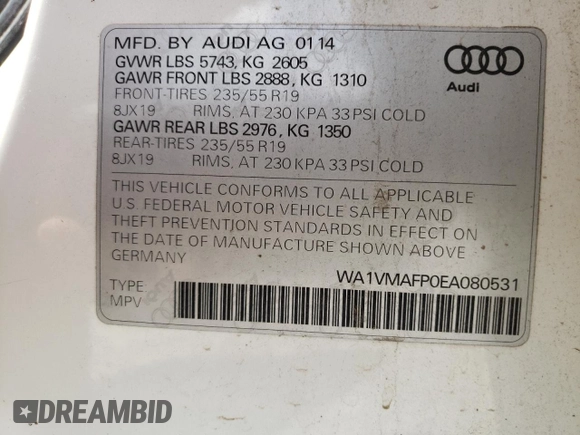 MFD. BY AUDI AG 01 14
GVWR LBS 5743, KG 2605
GAWR FRONT LBS 2888, KG 1310
FRONT-TIRES 235/55 R19
8JX19 RIMS, AT 230 KPA 33 PSI COLD
GAWR REAR LBS 2976, KG 1350
REAR-TIRES 235/55 R19
8JX19 RIMS, AT 230 KPA 33 PSI COLD
Audi
THIS VEHICLE CONFORMS TO ALL APPLICABLE
U.S. FEDERAL MOTOR VEHICLE SAFETY AND
THEFT PREVENTION STANDARDS IN EFFECT ON
THE DATE OF MANUFACTURE SHOWN ABOVE
GERMANY
WA1VMAFP0EA080531
TYPE
MPV
DREAMBID